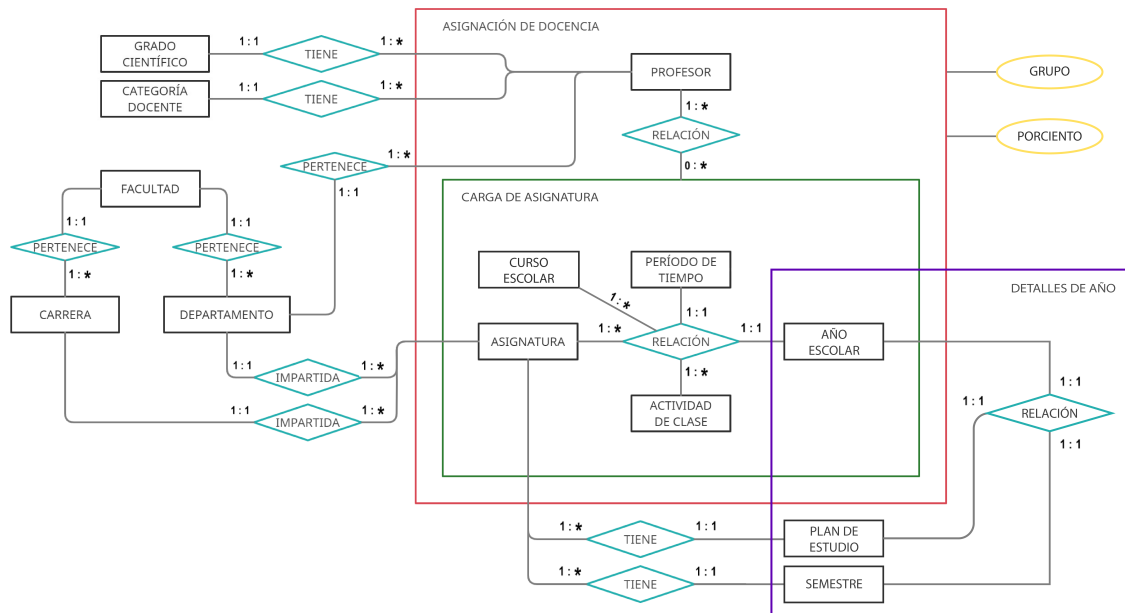 ASIGNACIÓN DE DOCENCIA
GRADO
CIENTÍFICO
1:1
TIENE
1:*
CATEGORÍA
DOCENTE
1:1
TIENE
1:*
PROFESOR
GRUPO
1:*
RELACIÓN
0:*
PORCIENTO
PERTENECE
1:*
1:1
FACULTAD
1:1
PERTENECE
1:*
1:1
PERTENECE
1:*
CARRERA
DEPARTAMENTO
CARGA DE ASIGNATURA
CURSO
ESCOLAR
1:*
PERÍODO DE
TIEMPO
1:1
DETALLES DE AÑO
ASIGNATURA
1:*
RELACIÓN
1:1
AÑO
ESCOLAR
1:*
ACTIVIDAD
DE CLASE
1:1
IMPARTIDA
1:*
1:1
IMPARTIDA
1:*
1:1
1:1
RELACIÓN
1:1
1:*
TIENE
1:1
PLAN DE
ESTUDIO
1:*
TIENE
1:1
SEMESTRE